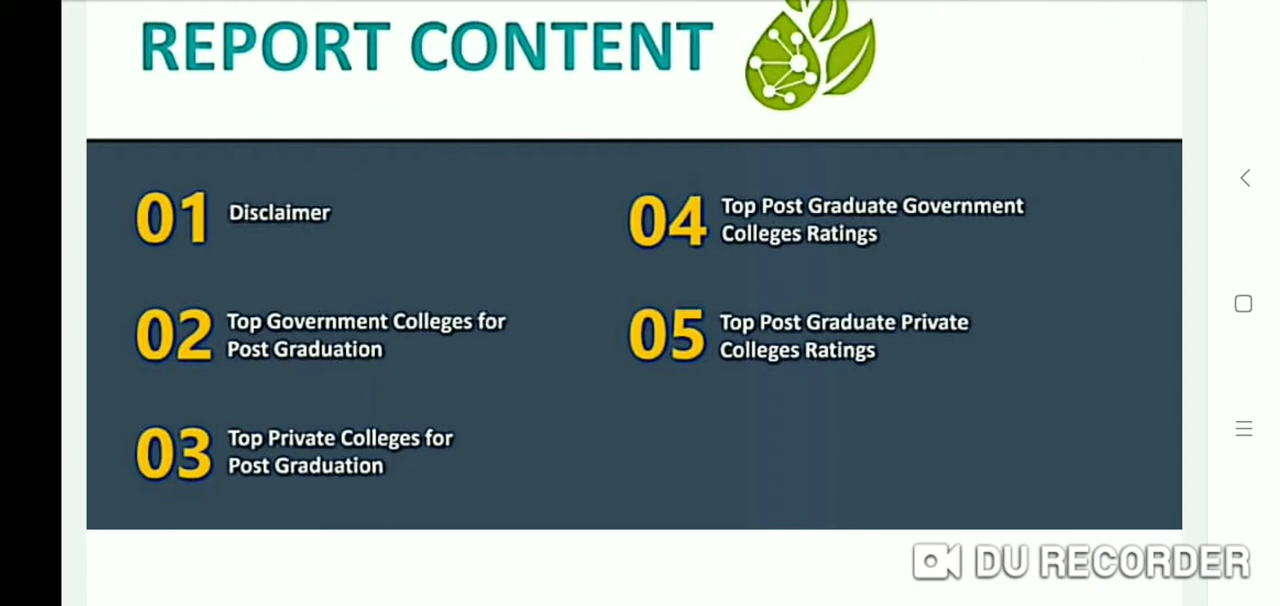 REPORT CONTENT
01 Disclaimer
02 Top Government Colleges for
Post Graduation
03 Top Private Colleges for
Post Graduation
04 Top Post Graduate Government
Colleges Ratings
05 Top Post Graduate Private
Colleges Ratings
DU RECORDER